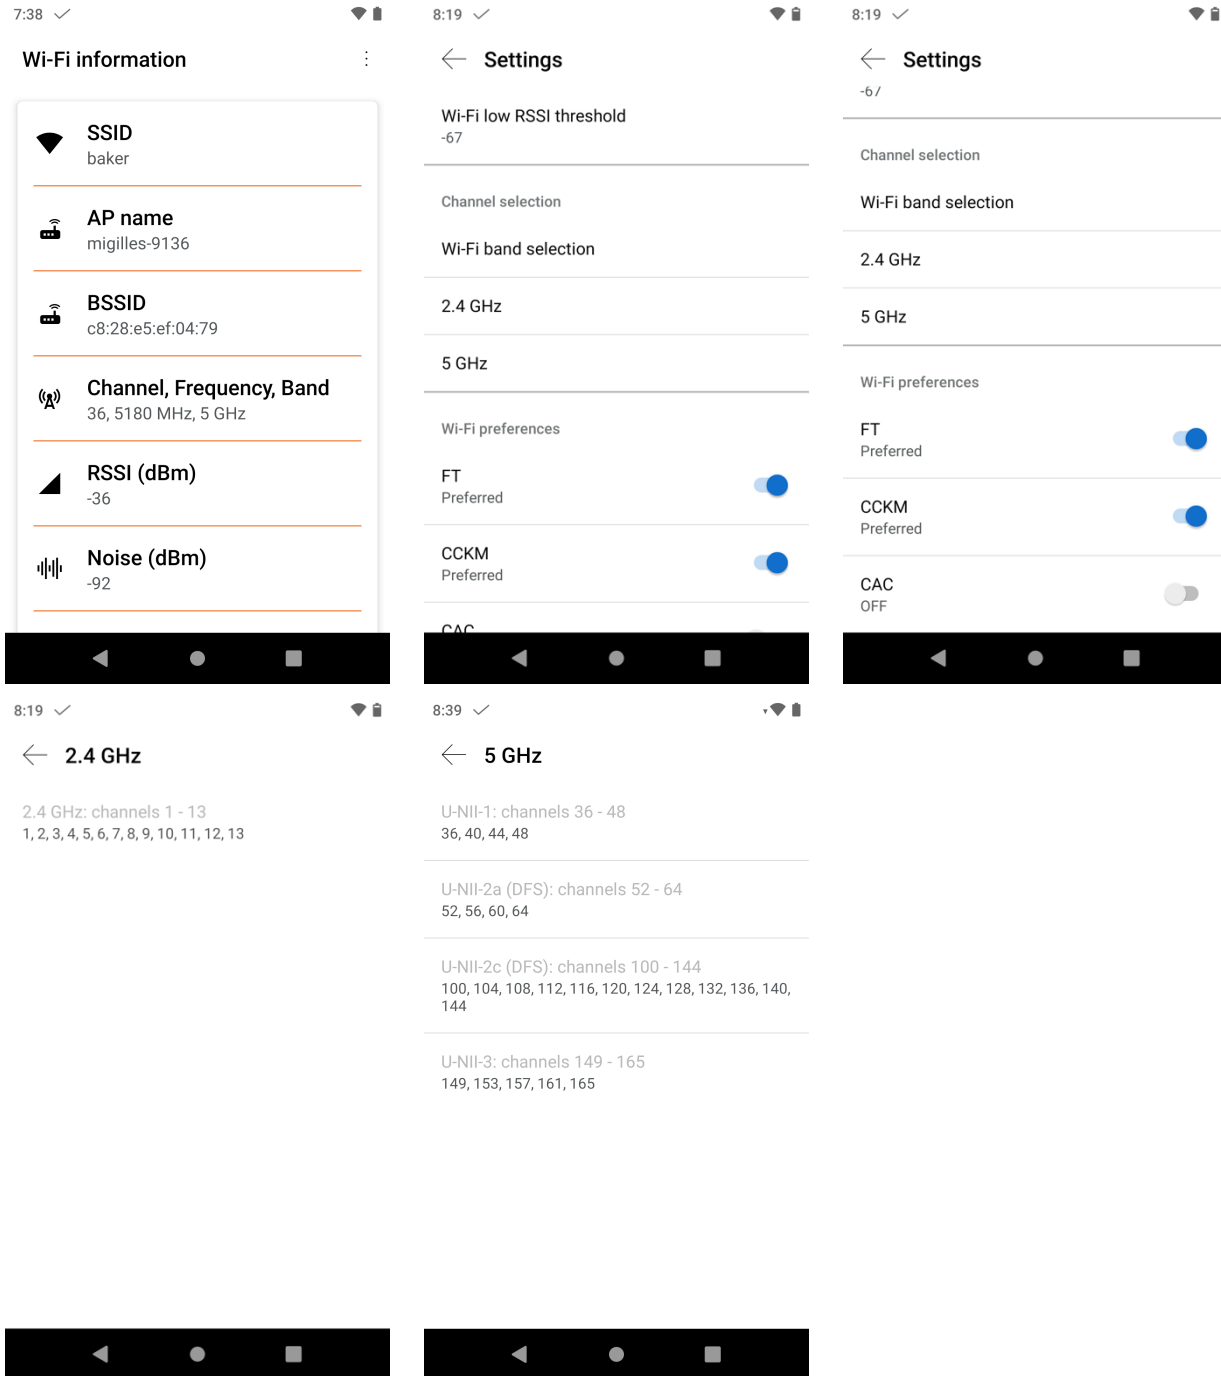 7:38
Wi-Fi information
SSID
baker
AP name
migilles-9136
BSSID
c8:28:e5:ef:04:79
Channel, Frequency, Band
36, 5180 MHz, 5 GHz
RSSI (dBm)
-36
Noise (dBm)
-92
8:19
Settings
Wi-Fi low RSSI threshold
-67
Channel selection
Wi-Fi band selection
2.4 GHz
5 GHz
Wi-Fi preferences
FT
Preferred
CCKM
Preferred
CAC
8:19
Settings
-67
Channel selection
Wi-Fi band selection
2.4 GHz
5 GHz
Wi-Fi preferences
FT
Preferred
CCKM
Preferred
CAC
OFF
8:19
2.4 GHz
2.4 GHz: channels 1 - 13
1, 2, 3, 4, 5, 6, 7, 8, 9, 10, 11, 12, 13
8:39
5 GHz
U-NII-1: channels 36 - 48
36, 40, 44, 48
U-NII-2a (DFS): channels 52 - 64
52, 56, 60, 64
U-NII-2c (DFS): channels 100 - 144
100, 104, 108, 112, 116, 120, 124, 128, 132, 136, 140,
144
U-NII-3: channels 149 - 165
149, 153, 157, 161, 165